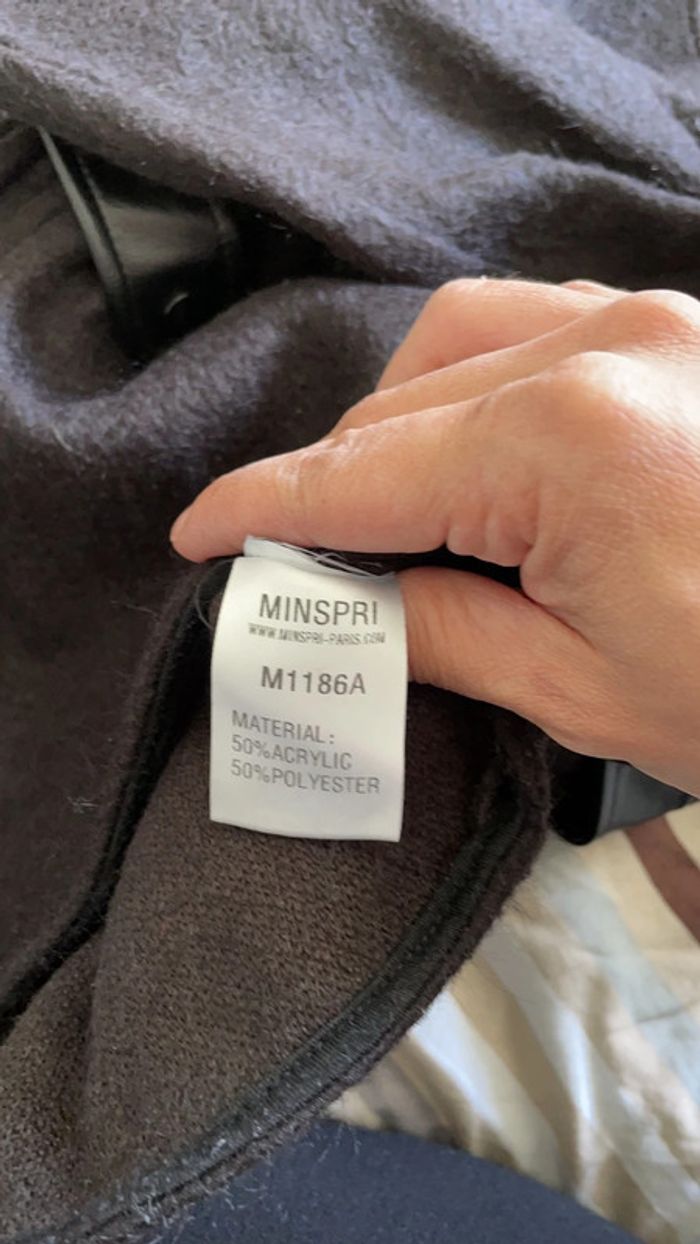 MINSPRI
WWW.MINSPRI-PARIS.COM
M1186A
MATERIAL:
50%ACRYLIC
50%POLYESTER